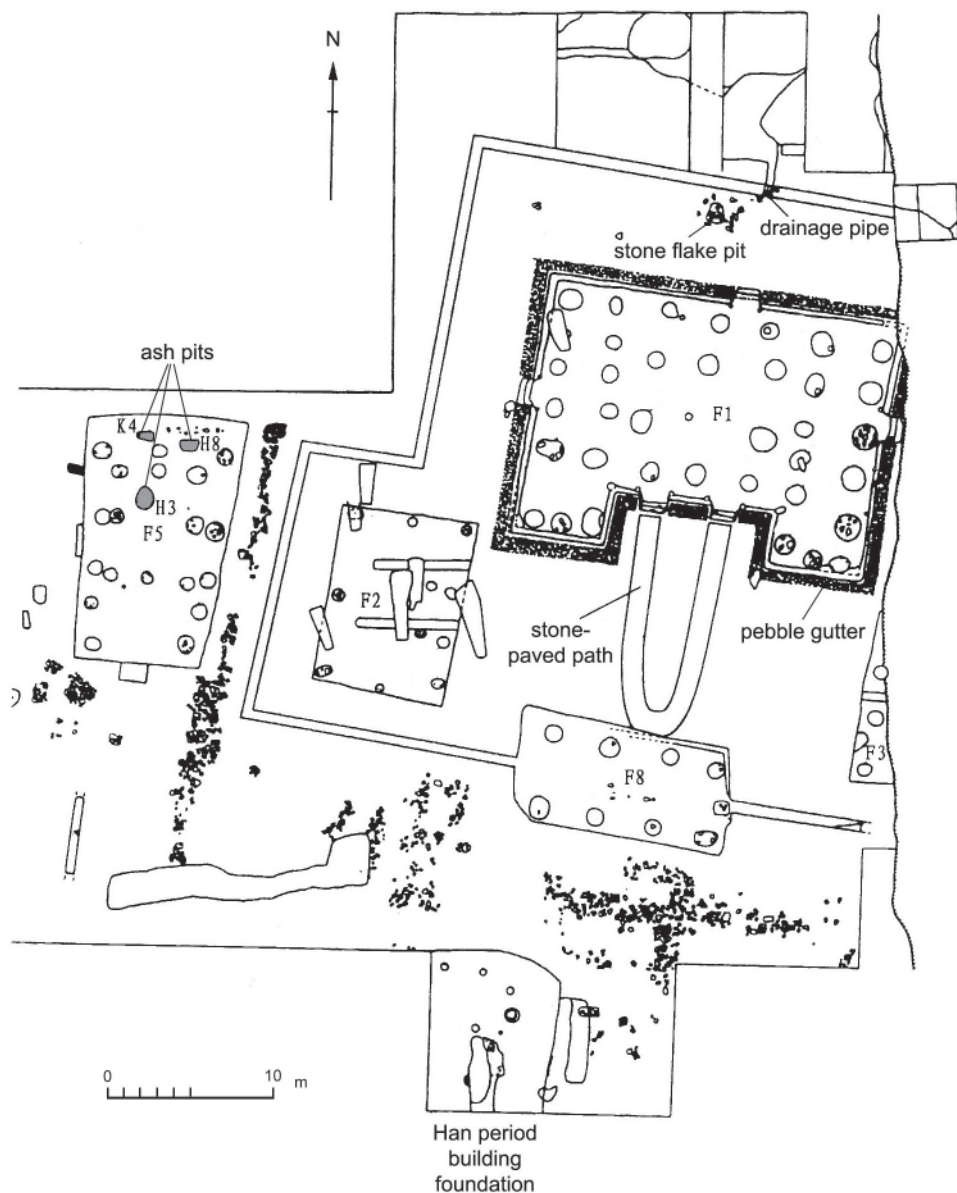 N
drainage pipe
stone flake pit
ash pits
K4
H8
F1
H3
F5
F2
stone-
paved path
pebble gutter
F3
F8
0
10
m
Han period
building
foundation